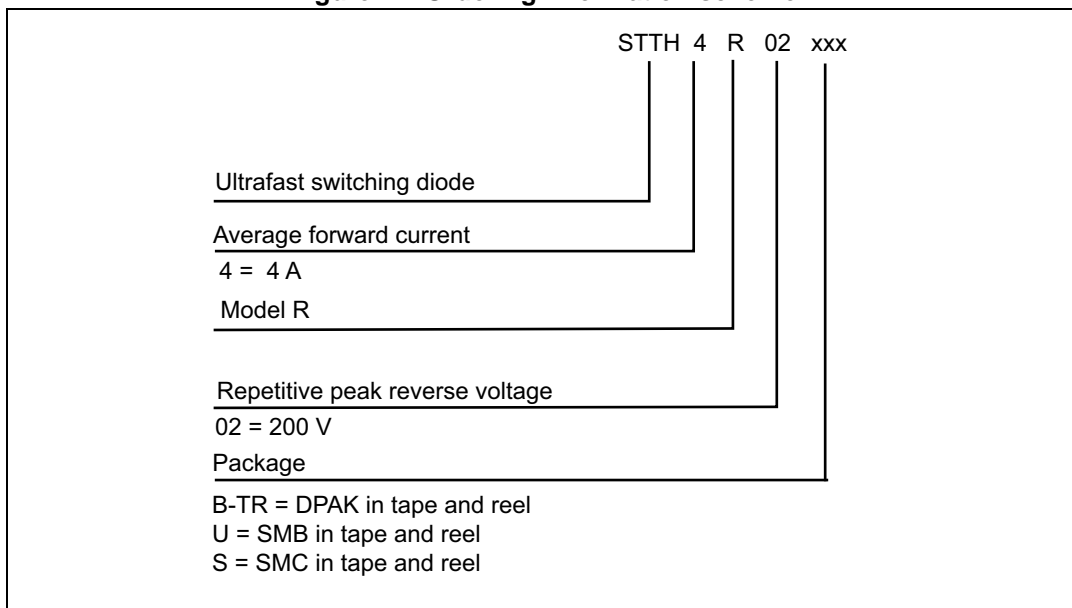 STTH 4 R 02 xxx
Ultrafast switching diode
Average forward current
4 = 4 A
Model R
Repetitive peak reverse voltage
02 = 200 V
Package
B-TR = DPAK in tape and reel
U = SMB in tape and reel
S = SMC in tape and reel